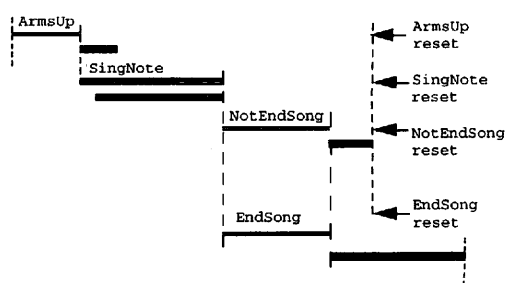 ArmsUp
ArmsUp
reset
SingNote
SingNote
reset
NotEndSong
NotEndSong
reset
EndSong
reset
EndSong